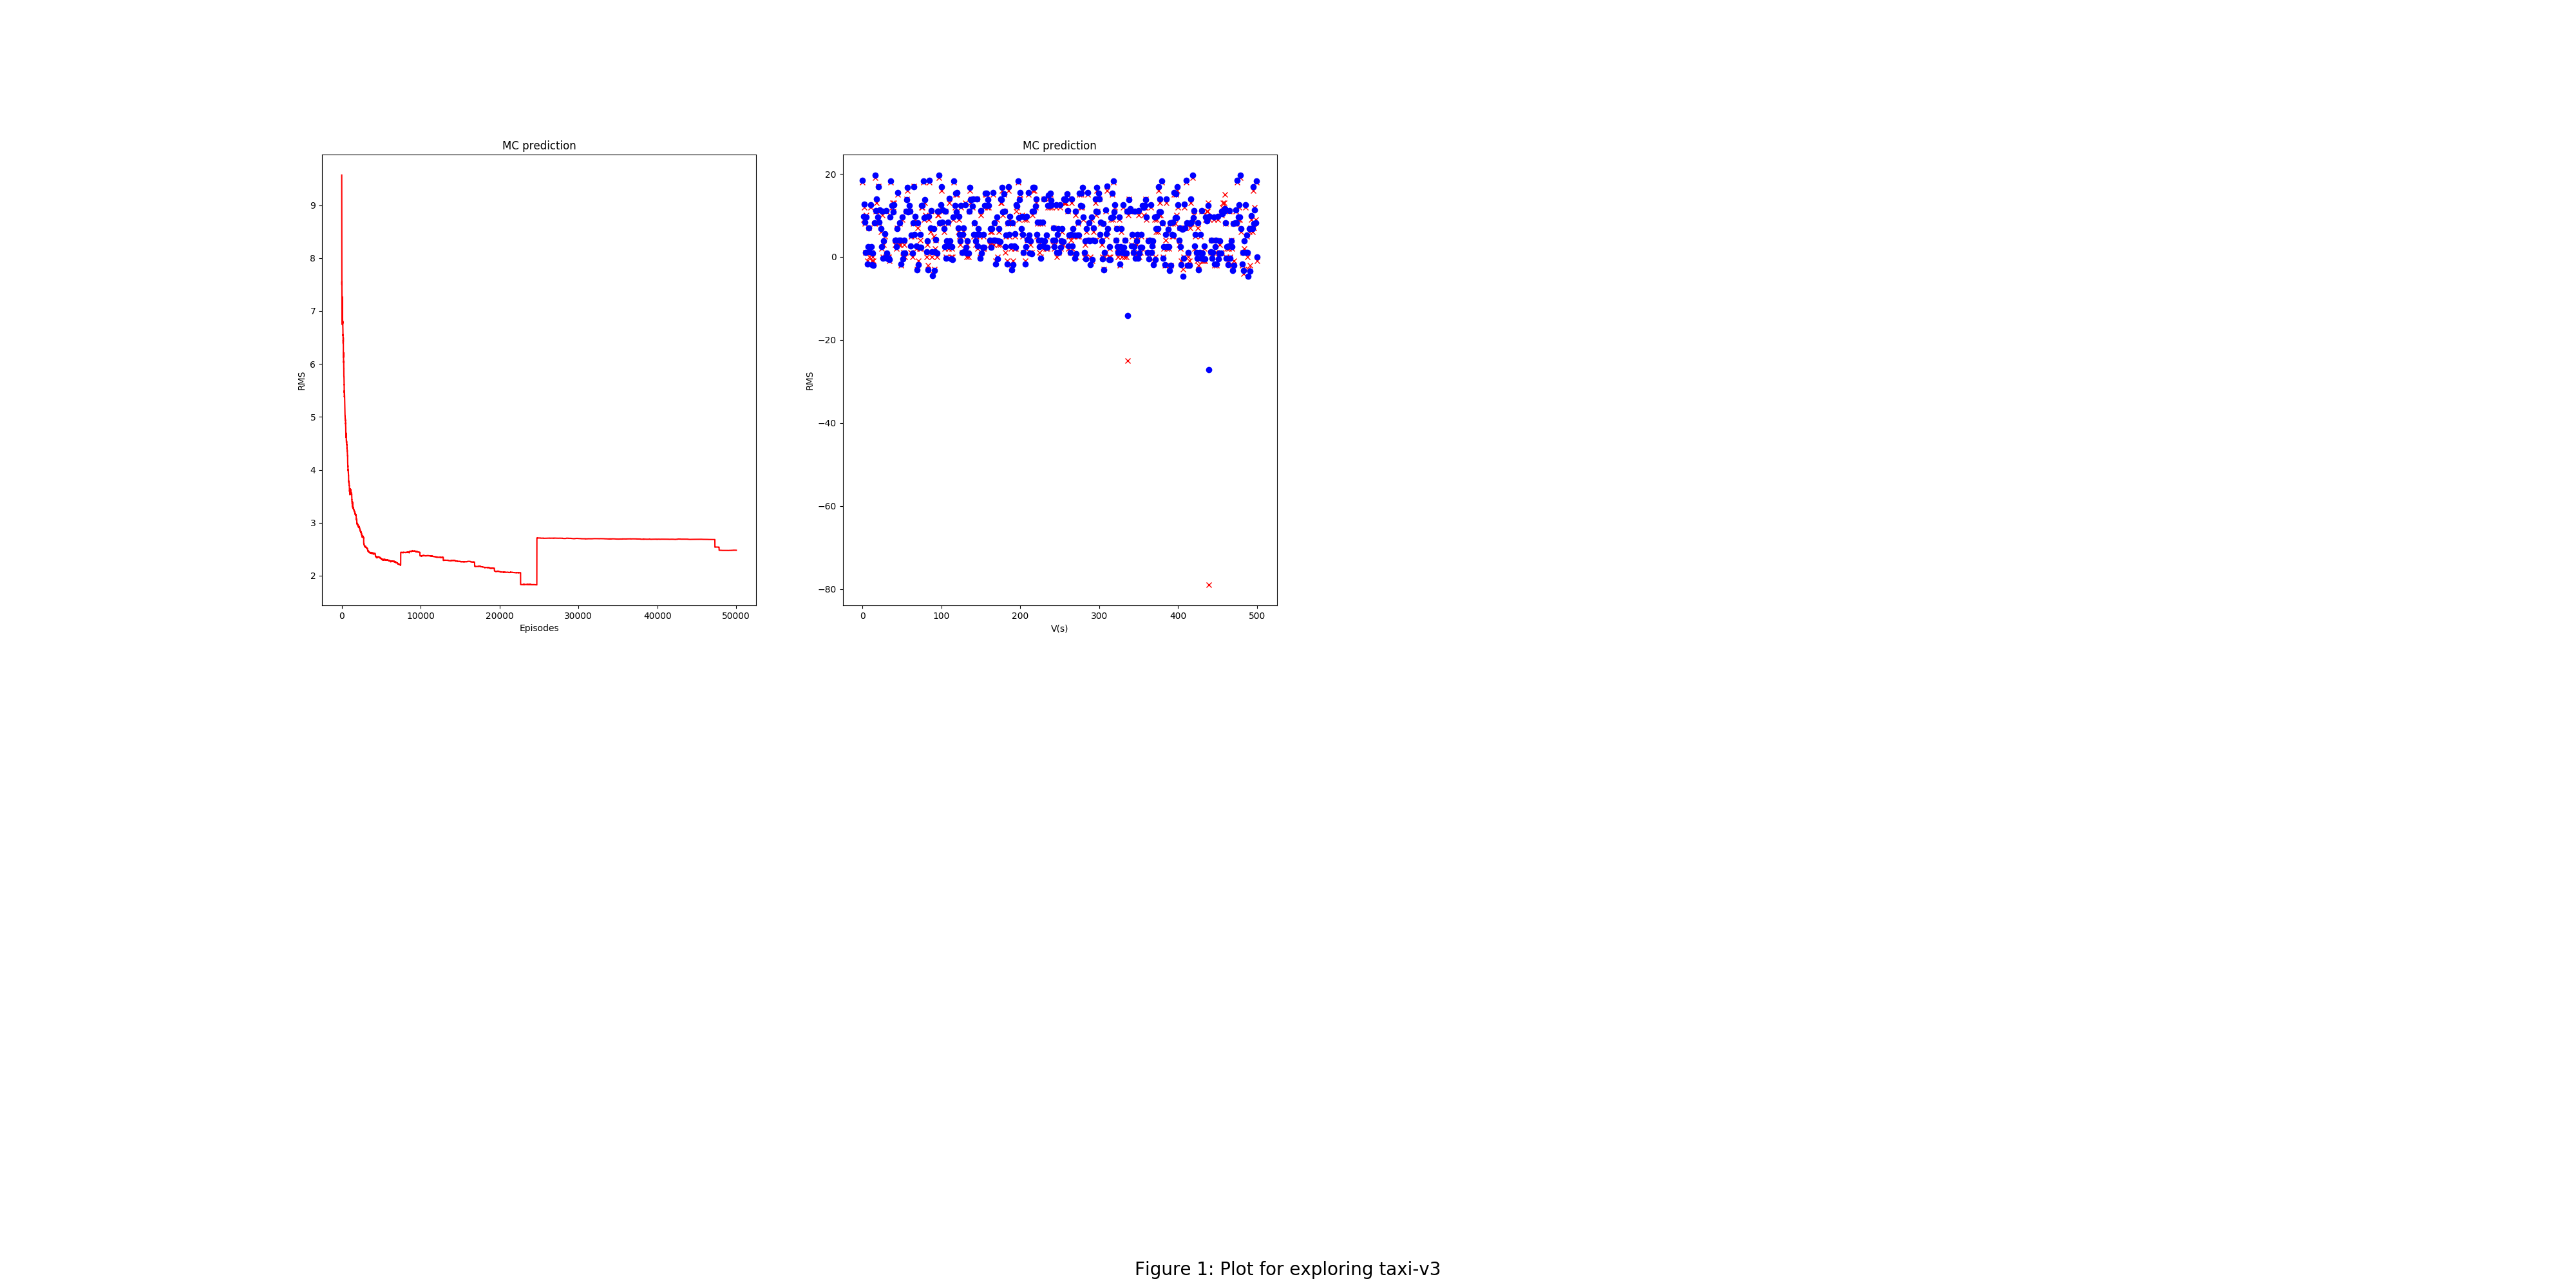 MC prediction
RMS
9
8
7
6
5
4
3
2
0 10000 20000 30000 40000 50000
Episodes
MC prediction
RMS
20
0
−20
−40
−60
−80
0 100 200 300 400 500
V(s)
Figure 1: Plot for exploring taxi-v3